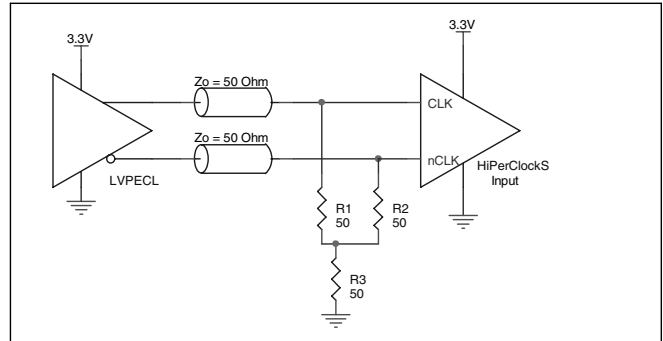 3.3V
3.3V
Zo = 50 Ohm
CLK
Zo = 50 Ohm
nCLK
HiPerClockS
Input
LVPECL
R1
50
R2
50
R3
50